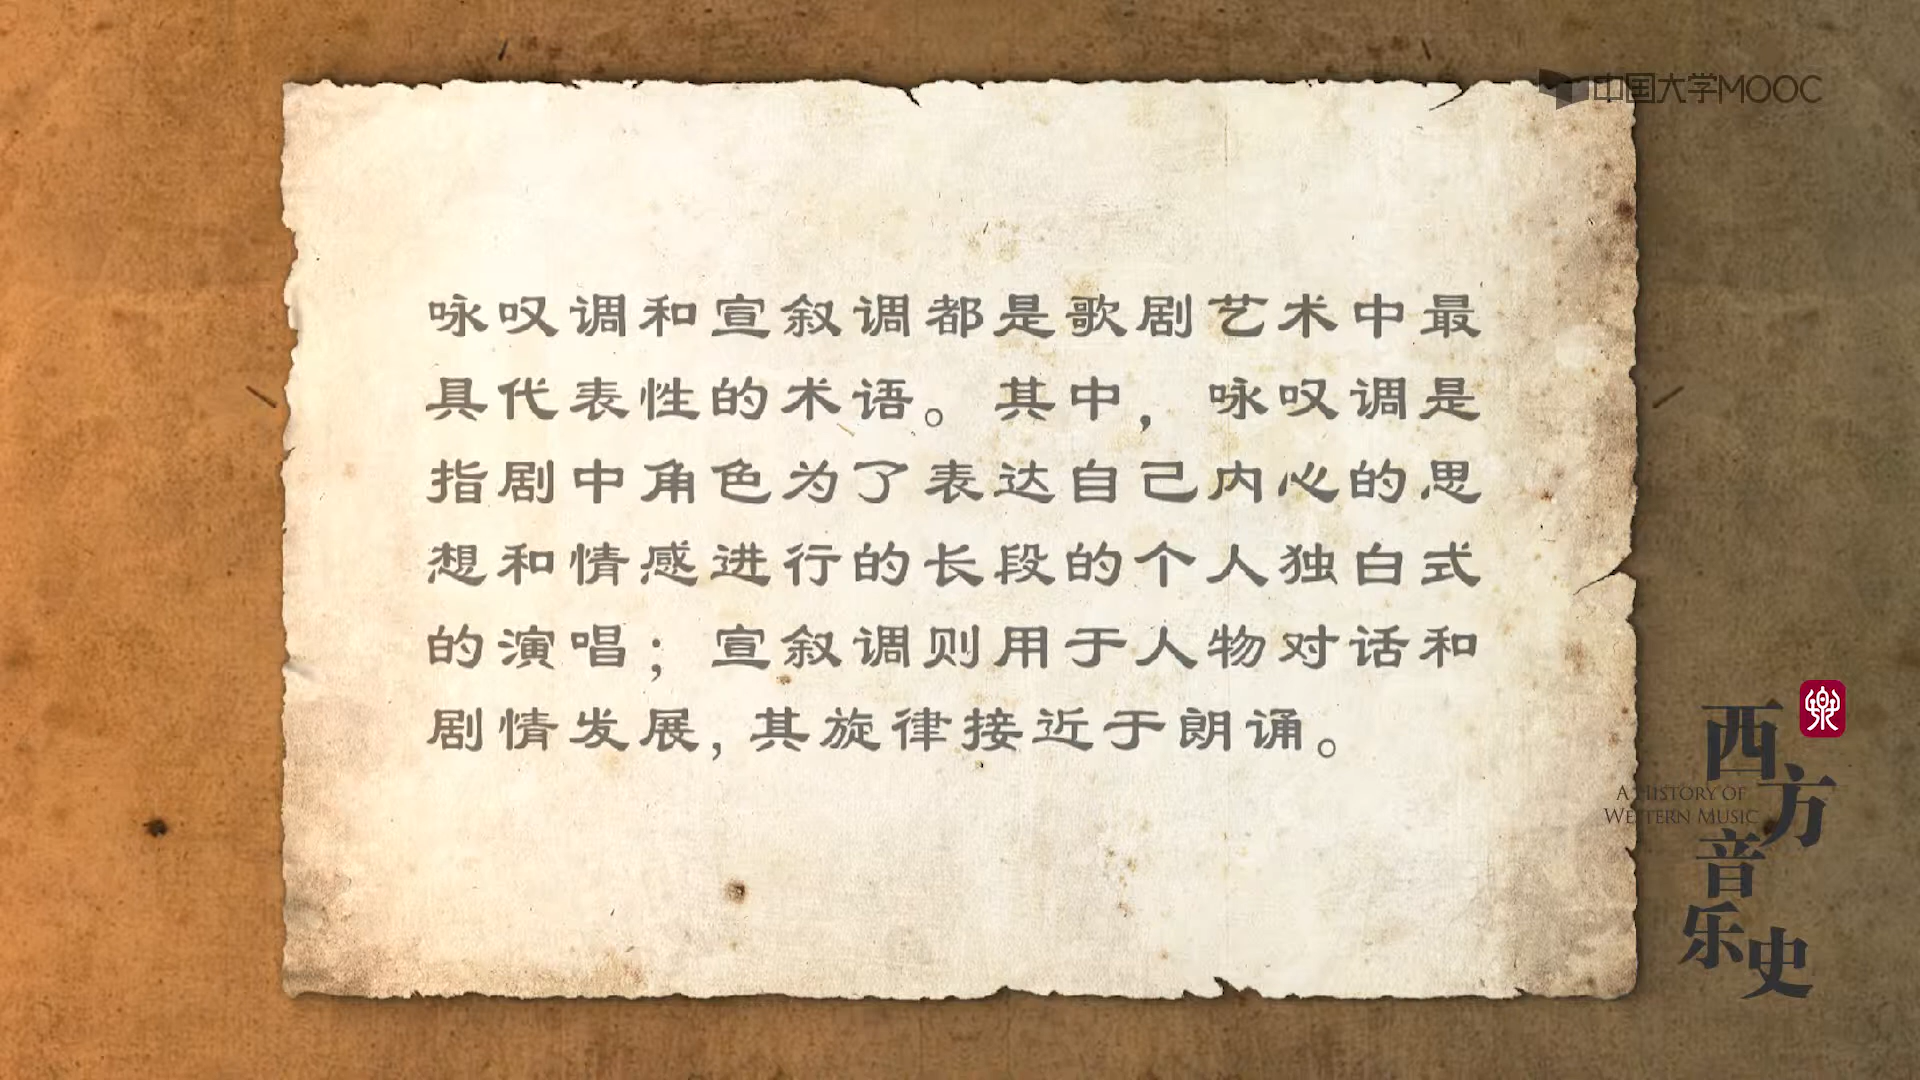 中国大学MOOC
咏叹调和宣叙调都是歌剧艺术中最
具代表性的术语。其中，咏叹调是
指剧中角色为了表达自己内心的思
想和情感进行的长段的个人独白式
的演唱；宣叙调则用于人物对话和
剧情发展，其旋律接近于朗诵。
樂
西方音乐史
A HISTORY OF
WESTERN MUSIC